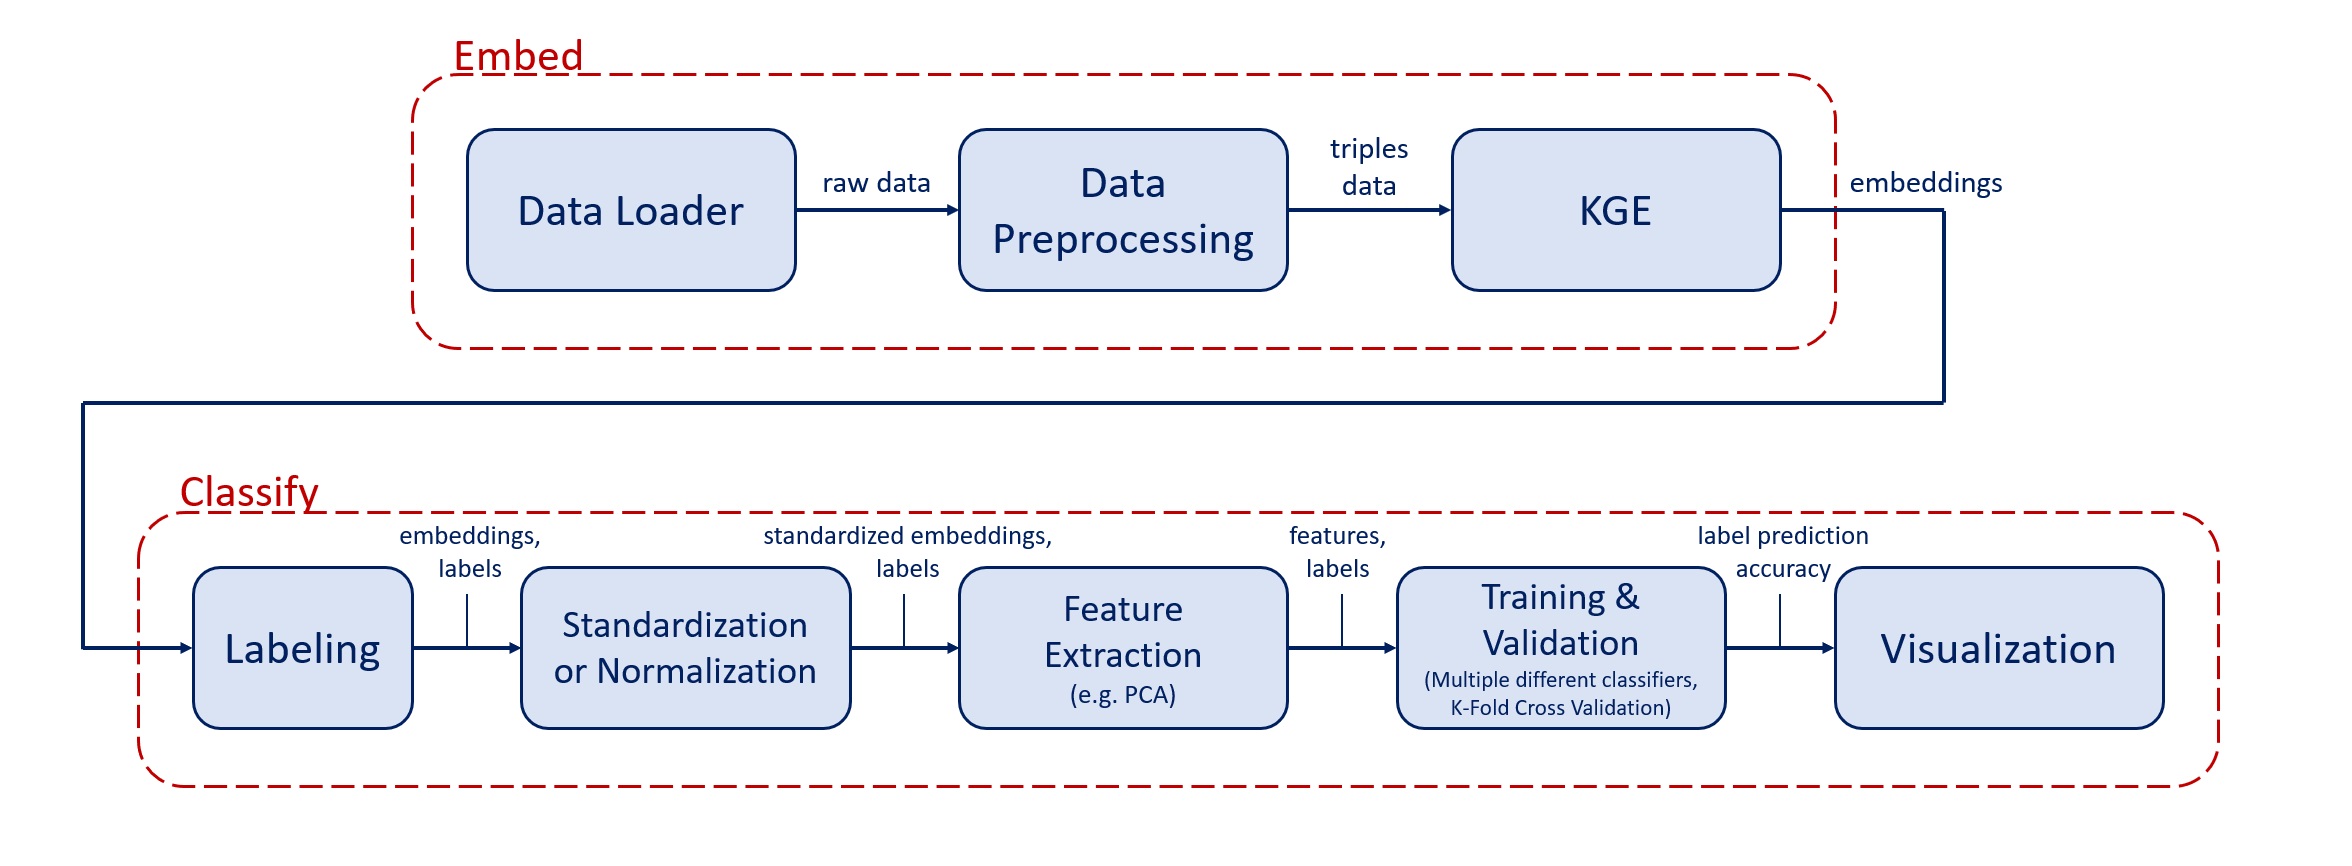 Embed
Data Loader
raw data
Data
Preprocessing
triples
data
KGE
embeddings
Classify
Labeling
embeddings,
labels
Standardization
or Normalization
standardized embeddings,
labels
Feature
Extraction
(e.g. PCA)
features,
labels
Training &
Validation
(Multiple different classifiers,
K-Fold Cross Validation)
label prediction
accuracy
Visualization